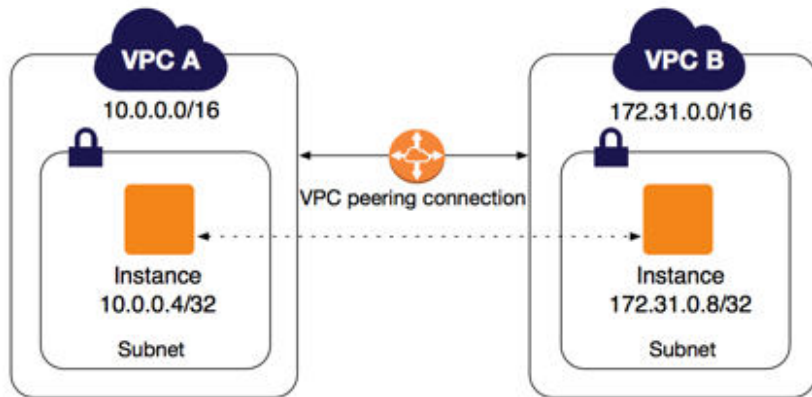 VPC A
10.0.0.0/16
VPC B
172.31.0.0/16
VPC peering connection
Instance
10.0.0.4/32
Subnet
Instance
172.31.0.8/32
Subnet